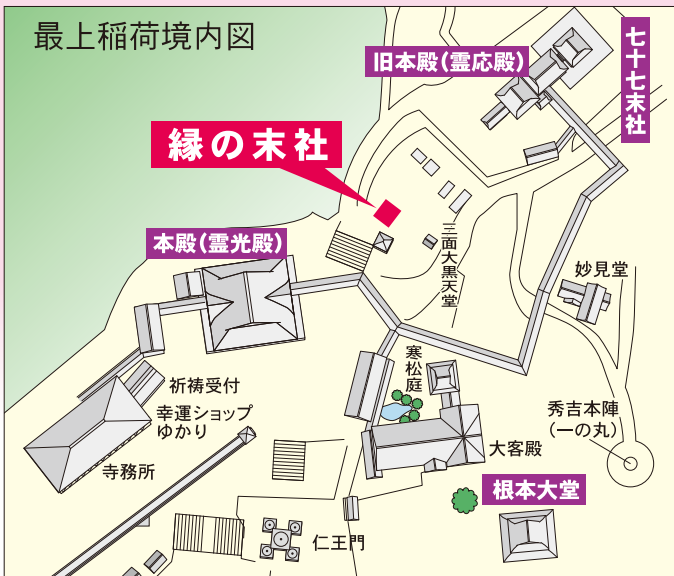 最上稲荷境内図
旧本殿（霊応殿）
七十七末社
縁の末社
本殿（霊光殿）
三面大黒天堂
妙見堂
寒松庭
祈祷受付
幸運ショップ
ゆかり
寺務所
秀吉本陣
（一の丸）
大客殿
根本大堂
仁王門